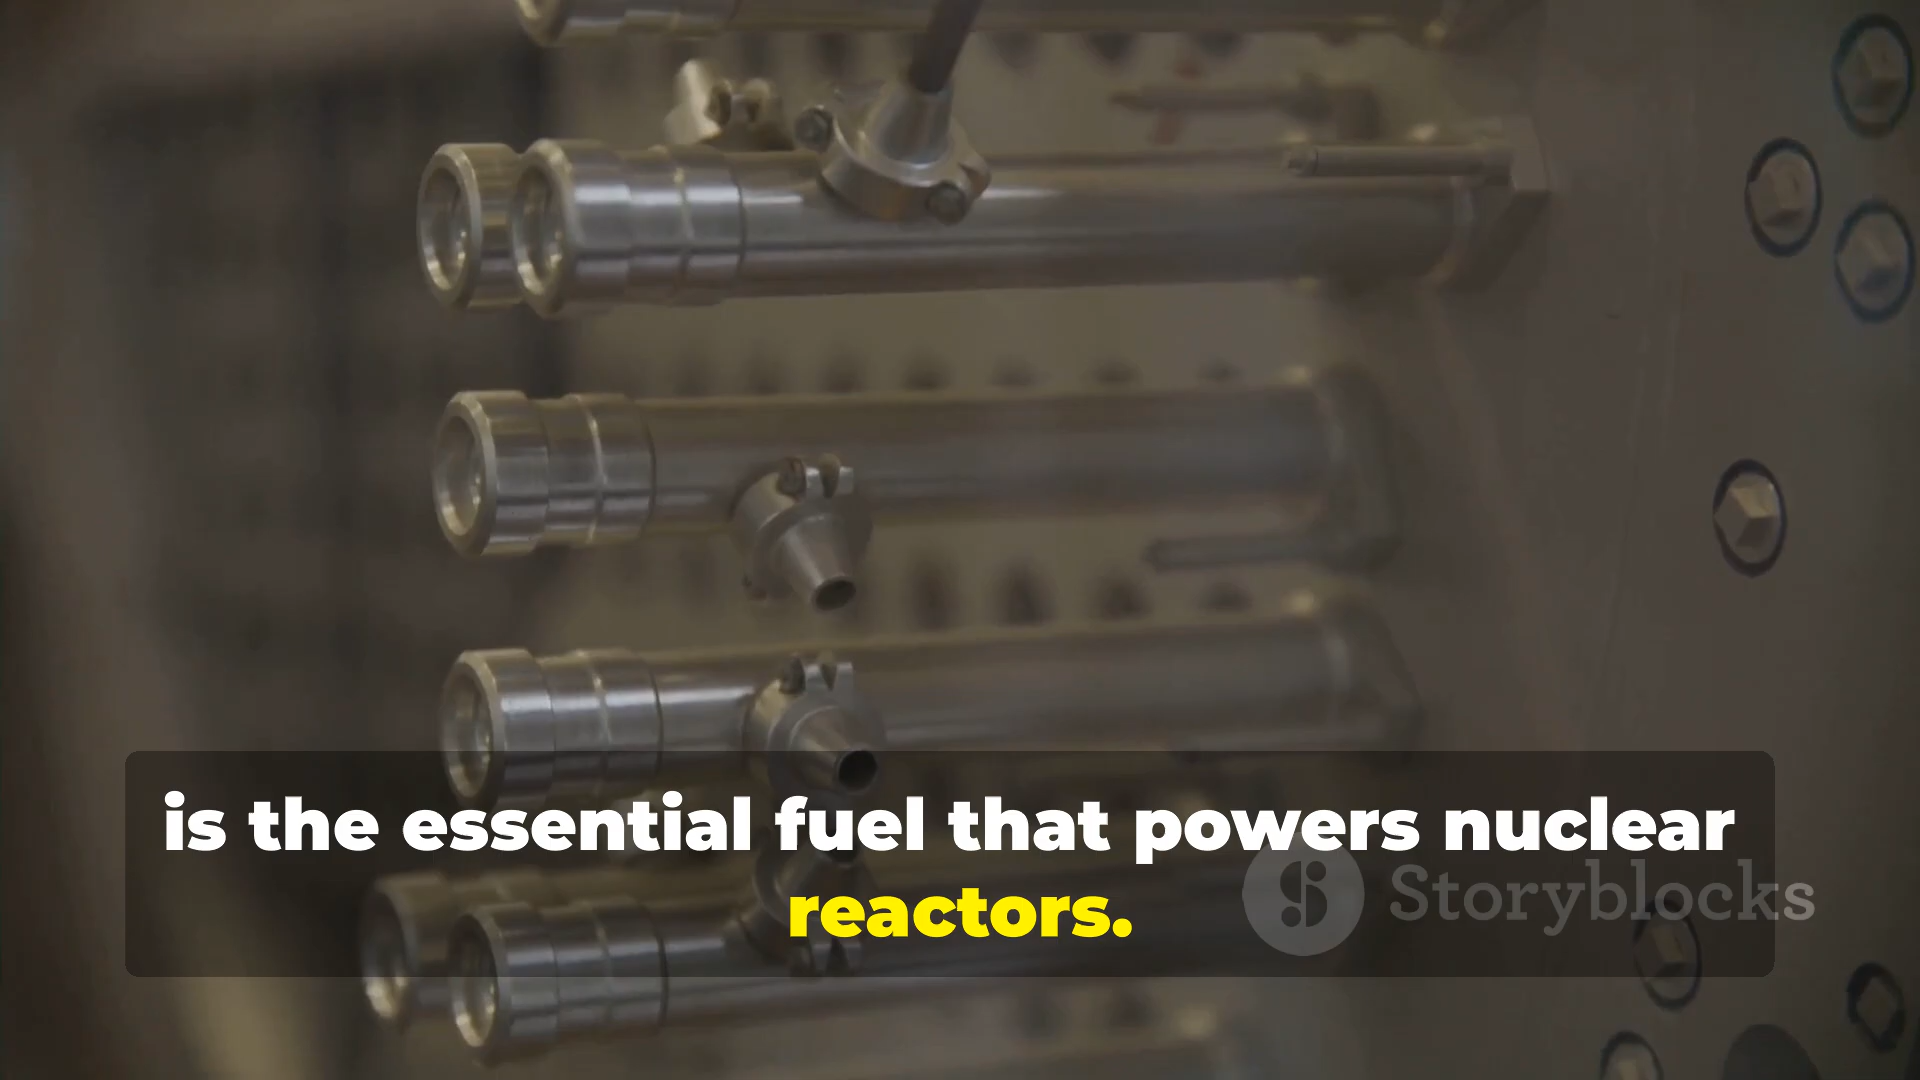 is the essential fuel that powers nuclear
reactors.
Storyblocks